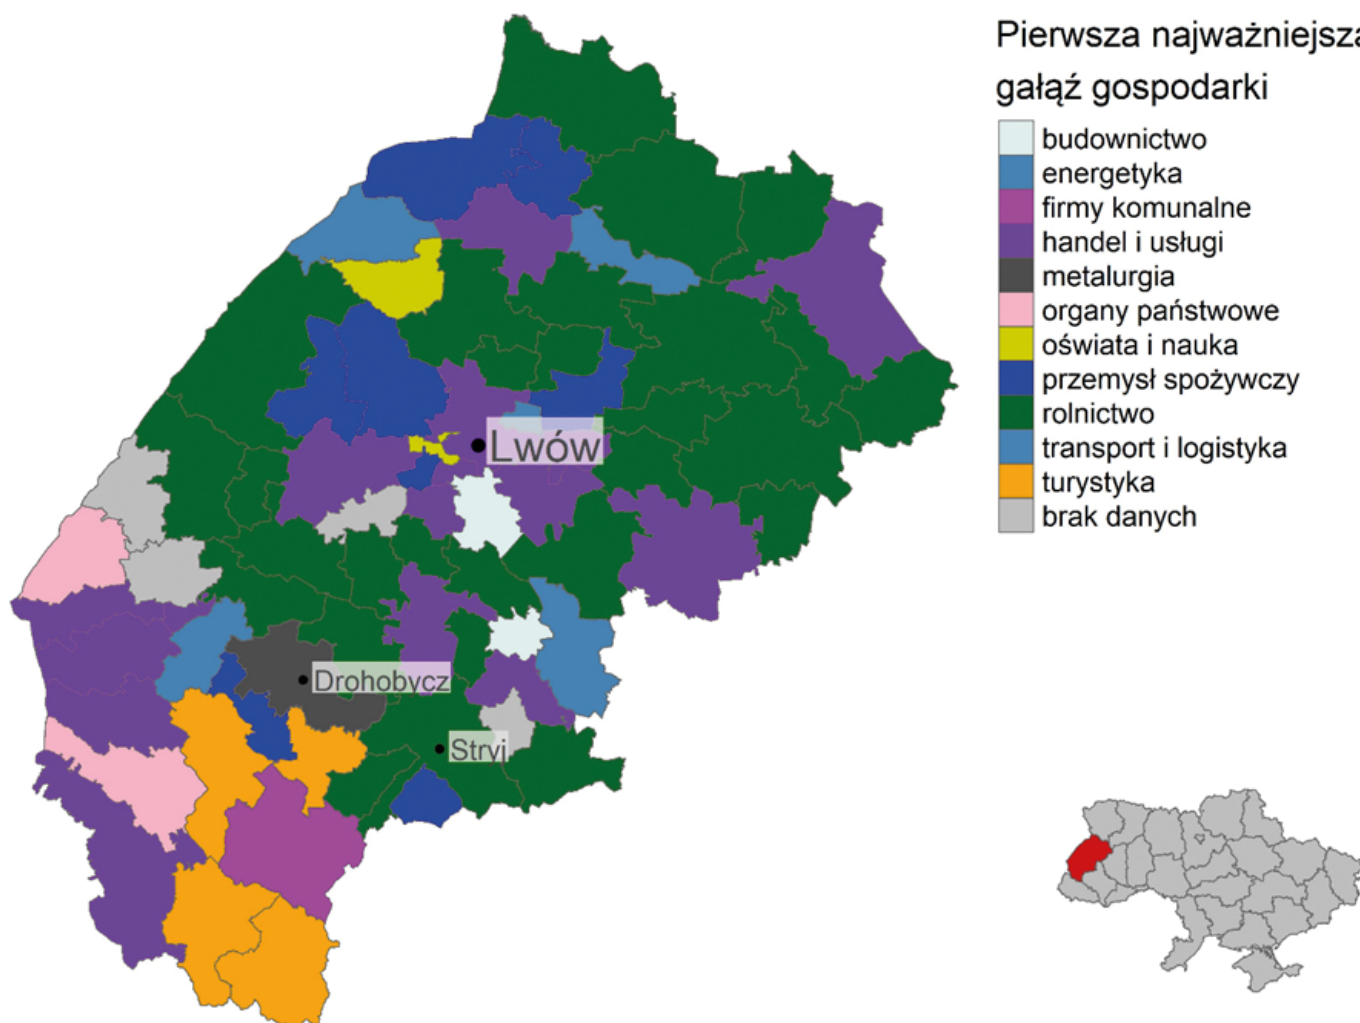 Pierwsza najważniejsza
gałąź gospodarki
budownictwo
energetyka
firmy komunalne
handel i usługi
metalurgia
organy państwowe
oświata i nauka
przemysł spożywczy
rolnictwo
transport i logistyka
turystyka
brak danych
Lwów
Drohobycz
Stryj